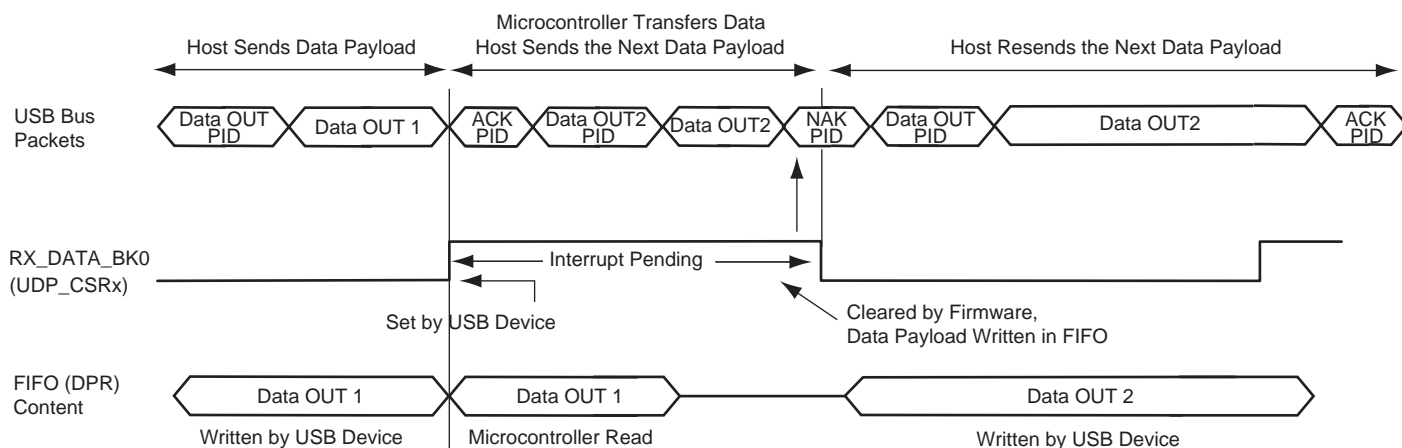 Microcontroller Transfers Data
Host Sends Data Payload
Host Sends the Next Data Payload
Host Resends the Next Data Payload
USB Bus
Packets
Data OUT
PID
Data OUT 1
ACK
PID
Data OUT2
PID
Data OUT2
NAK
PID
Data OUT
PID
Data OUT2
ACK
PID
RX_DATA_BK0
(UDP_CSRx)
Interrupt Pending
Set by USB Device
Cleared by Firmware,
Data Payload Written in FIFO
FIFO (DPR)
Content
Data OUT 1
Data OUT 1
Data OUT 2
Written by USB Device
Microcontroller Read
Written by USB Device